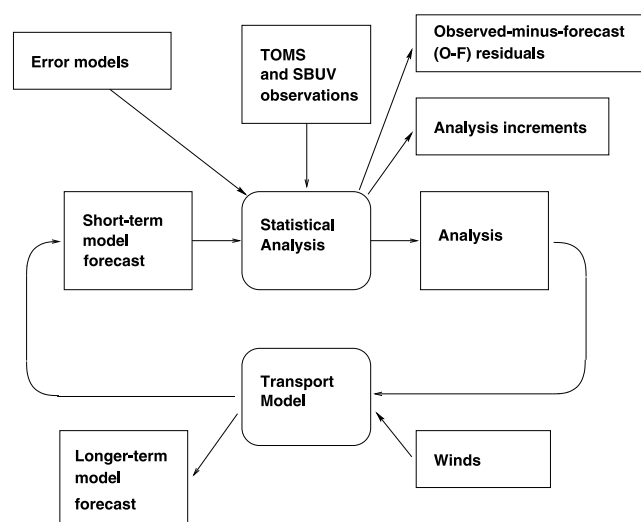 Error models
TOMS
and SBUV
observations
Observed-minus-forecast
(O-F) residuals
Analysis increments
Short-term
model
forecast
Statistical
Analysis
Analysis
Transport
Model
Longer-term
model
forecast
Winds